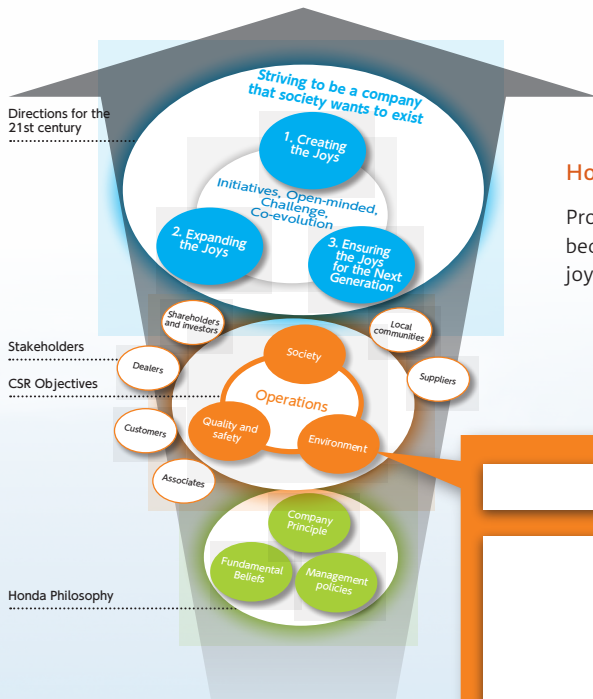 Striving to be a company
that society wants to exist
Directions for the
21st century
1. Creating
the Joys
Initiatives, Open-minded,
Challenge,
Co-evolution
2. Expanding
the Joys
3. Ensuring
the Joys
for the Next
Generation
Ho
Pro
bec
joy
Shareholders
and investors
Local
communities
Stakeholders
Society
Dealers
Suppliers
CSR Objectives
Operations
Customers
Quality and
safety
Environment
Associates
Company
Principle
Fundamental
Beliefs
Management
policies
Honda Philosophy